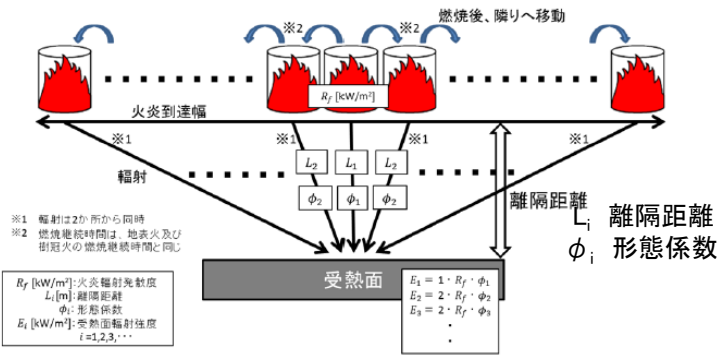 燃焼後、隣りへ移動
※2
※2
R_f [kW/m²]
火炎到達幅
※1
※1
※1
※1
L₂
L₁
L₂
輻射
φ₂
φ₁
φ₂
離隔距離
L_i 離隔距離
φ_i 形態係数
※1 輻射は2か所から同時
※2 燃焼継続時間は、地表火及び
樹冠火の燃焼継続時間と同じ
受熱面
R_f [kW/m²]:火炎輻射発散度
L_i[m]:離隔距離
φ_i:形態係数
E_i [kW/m²]:受熱面輻射強度
i =1,2,3,・・・
E₁ = 1・R_f・φ₁
E₂ = 2・R_f・φ₂
E₃ = 2・R_f・φ₃
・
・